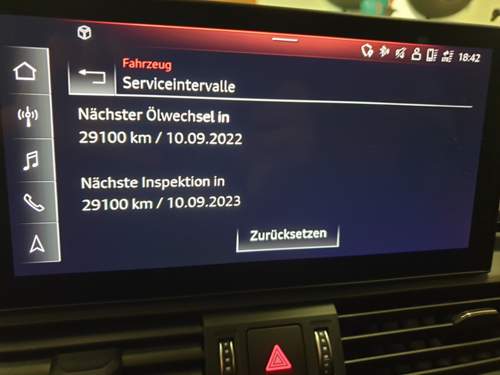 18:42
Fahrzeug
Serviceintervalle
Nächster Ölwechsel in
29100 km / 10.09.2022
Nächste Inspektion in
29100 km / 10.09.2023
Zurücksetzen